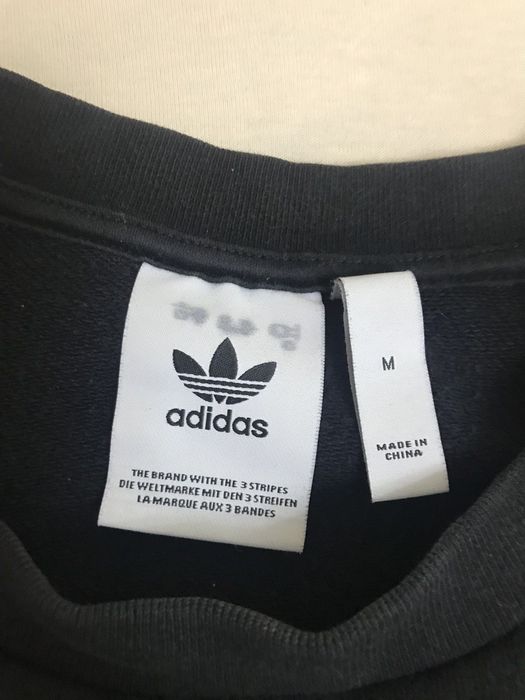 adidas
THE BRAND WITH THE 3 STRIPES
DIE WELTMARKE MIT DEN 3 STREIFEN
LA MARQUE AUX 3 BANDES
M
MADE IN
CHINA